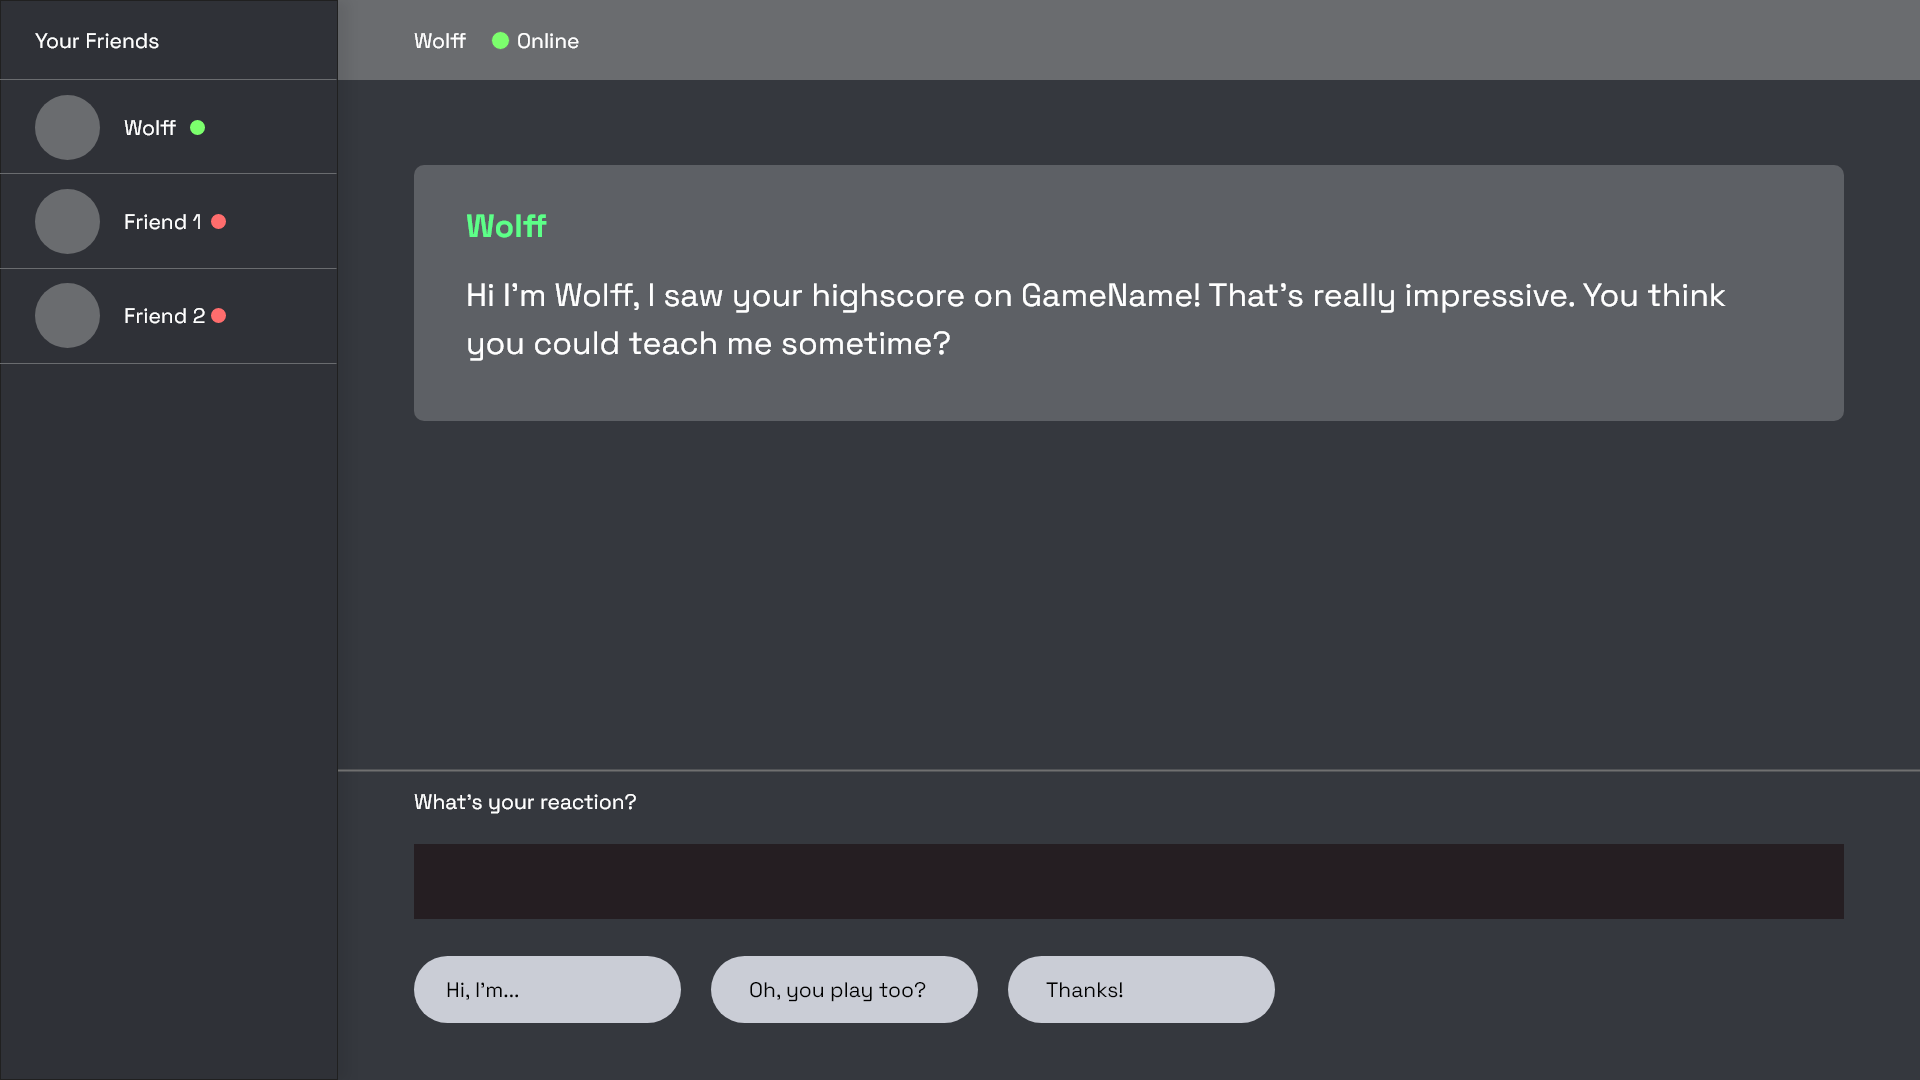 Your Friends
Wolff
Friend 1
Friend 2
Wolff Online
Wolff
Hi I'm Wolff, I saw your highscore on GameName! That's really impressive. You think
you could teach me sometime?
What's your reaction?
Hi, I'm...
Oh, you play too?
Thanks!